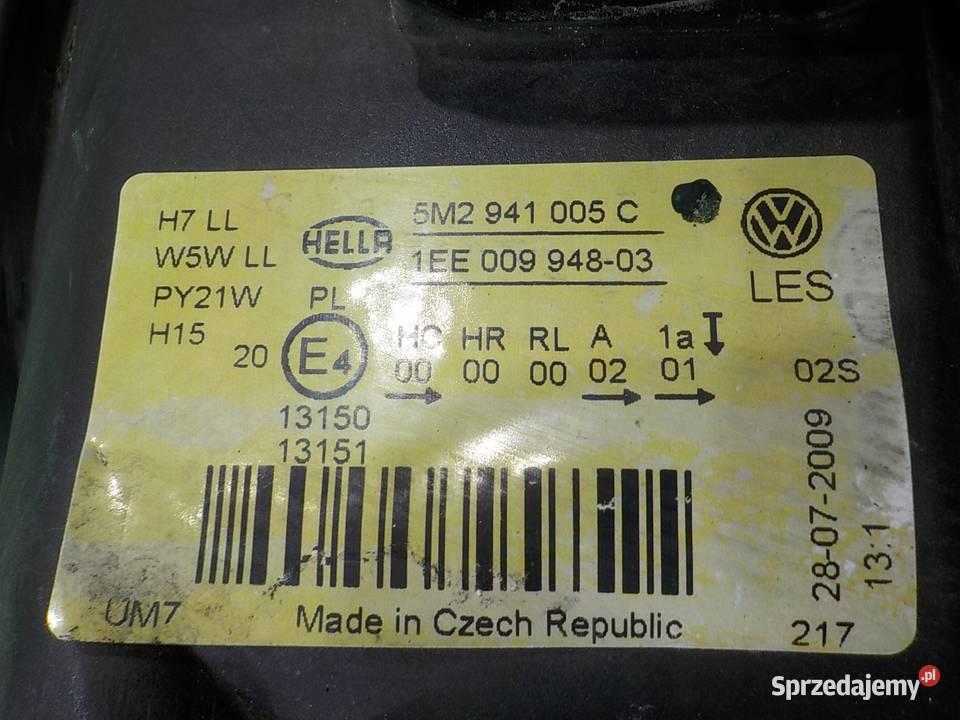 H7 LL
W5W LL
PY21W
H15
HELLA
5M2 941 005 C
1EE 009 948-03
LES
PL
20
E4
HC HR RL A 1a
00 00 00 02 01
02S
13150
13151
28-07-2009
13:1
UM7
Made in Czech Republic
217
Sprzedajemy.pl